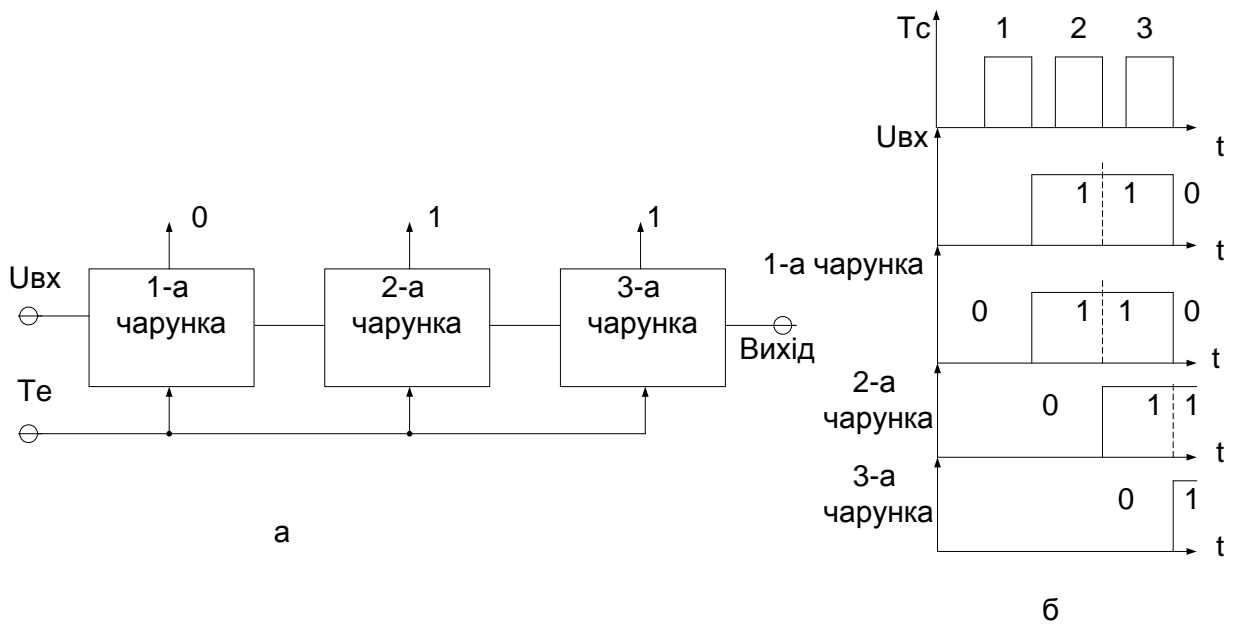 0
1
1
Uвх
1-а
чарунка
2-а
чарунка
3-а
чарунка
Вихід
Те
а
Тс
1 2 3
t
Uвх
1 1 0
t
1-а чарунка
0 1 1 0
t
2-а
чарунка
0 1 1
t
3-а
чарунка
0 1
t
б